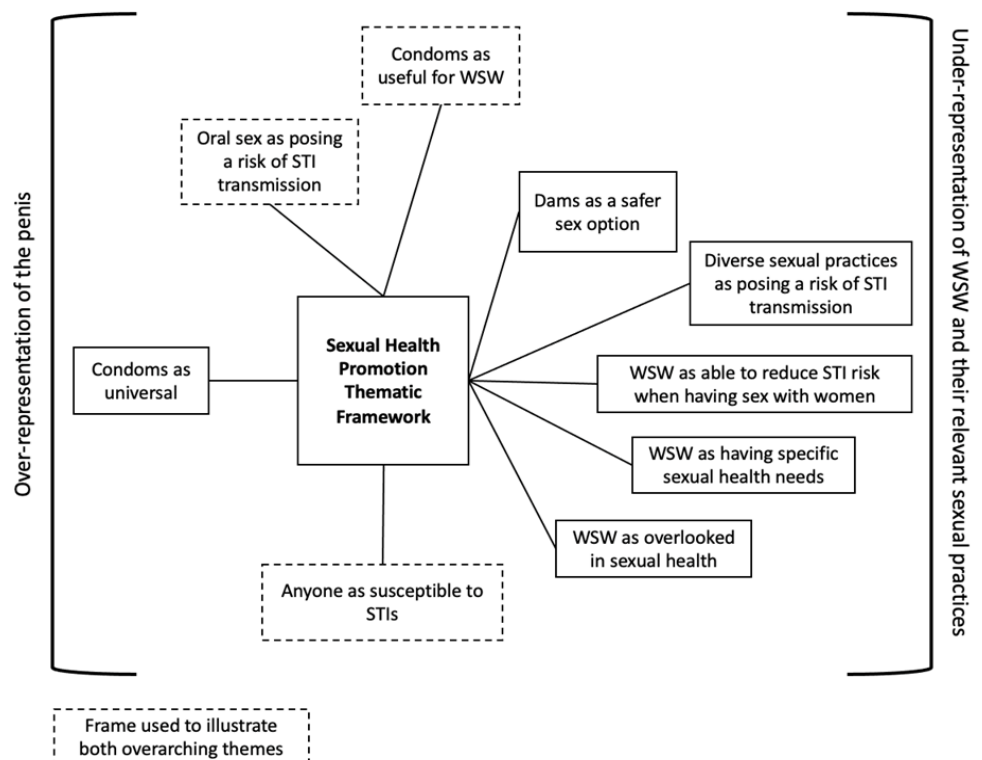 Condoms as
useful for WSW
Oral sex as posing
a risk of STI
transmission
Dams as a safer
sex option
Diverse sexual practices
as posing a risk of STI
transmission
Over-representation of the penis
Condoms as
universal
Sexual Health
Promotion
Thematic
Framework
WSW as able to reduce STI risk
when having sex with women
WSW as having specific
sexual health needs
WSW as overlooked
in sexual health
Anyone as susceptible to
STIs
Under-representation of WSW and their relevant sexual practices
Frame used to illustrate
both overarching themes